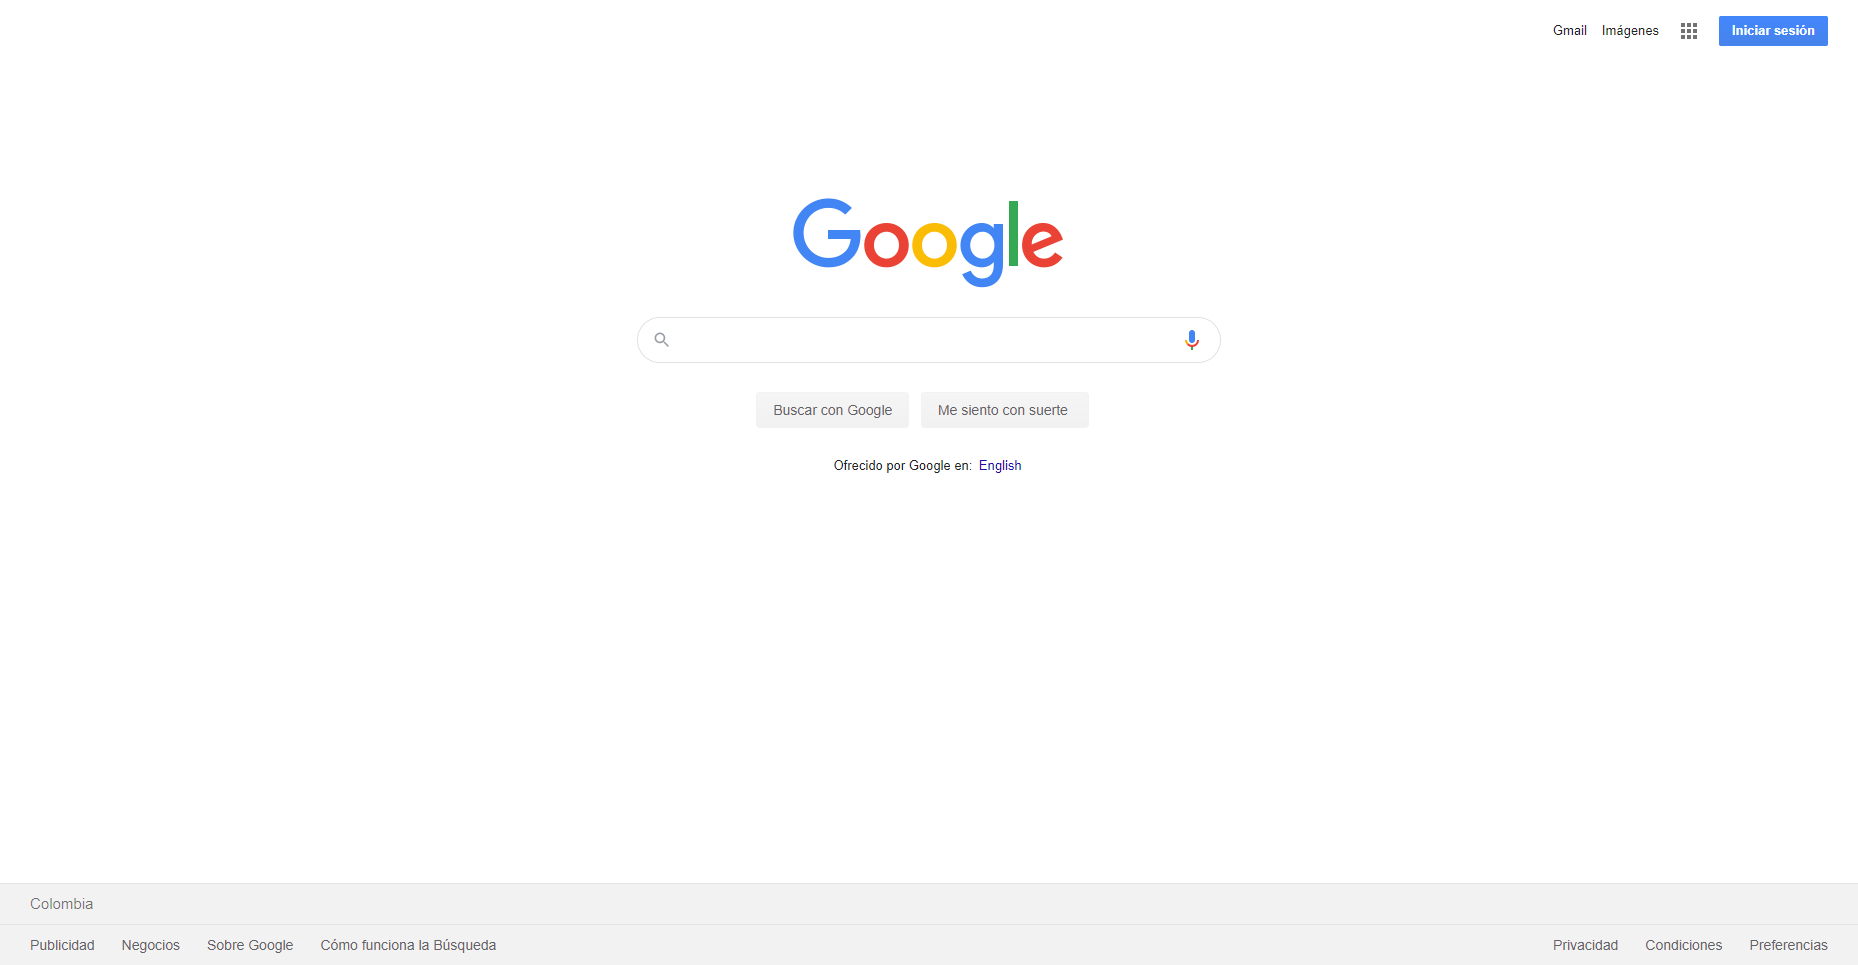 Gmail Imágenes Iniciar sesión
Google
Buscar con Google Me siento con suerte
Ofrecido por Google en: English
Colombia
Publicidad Negocios Sobre Google Cómo funciona la Búsqueda Privacidad Condiciones Preferencias